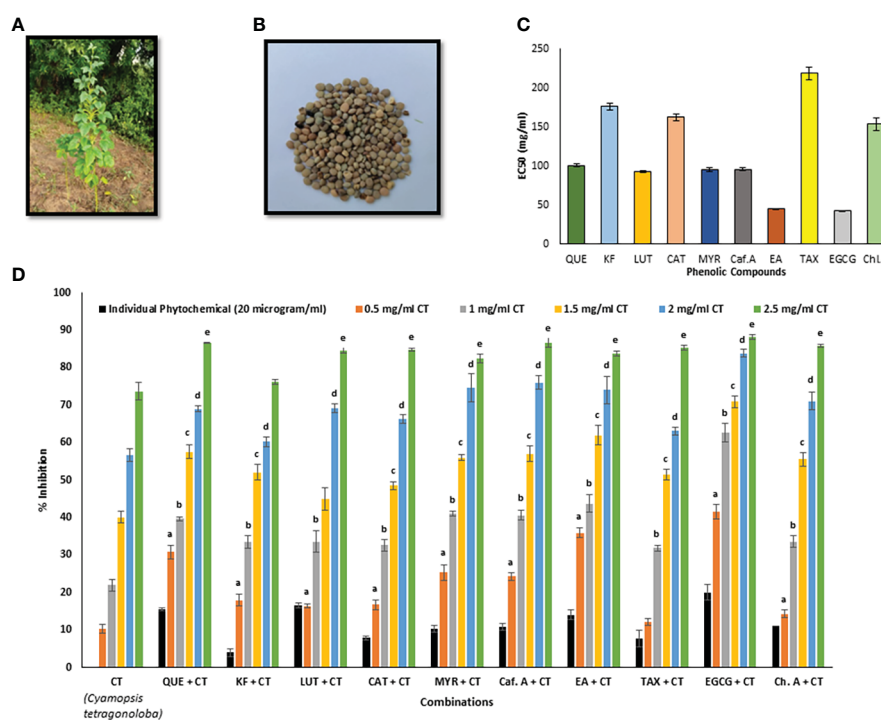 A
B
C
EC50 (mg/ml)
250
200
150
100
50
0
QUE KF LUT CAT MYR Caf.A EA TAX EGCG Chl.
Phenolic Compounds
D
% Inhibition
100
90
80
70
60
50
40
30
20
10
0
Individual Phytochemical (20 microgram/ml) 0.5 mg/ml CT 1 mg/ml CT 1.5 mg/ml CT 2 mg/ml CT 2.5 mg/ml CT
a b c d e
a b c d
a b d e
a b c d e
a b c d e
a b c d e
a b c d e
b c d e
a b c d e
a b c d e
CT QUE + CT KF + CT LUT + CT CAT + CT MYR + CT Caf. A + CT EA + CT TAX + CT EGCG + CT Ch. A + CT
(Cyamopsis
tetragonoloba)
Combinations